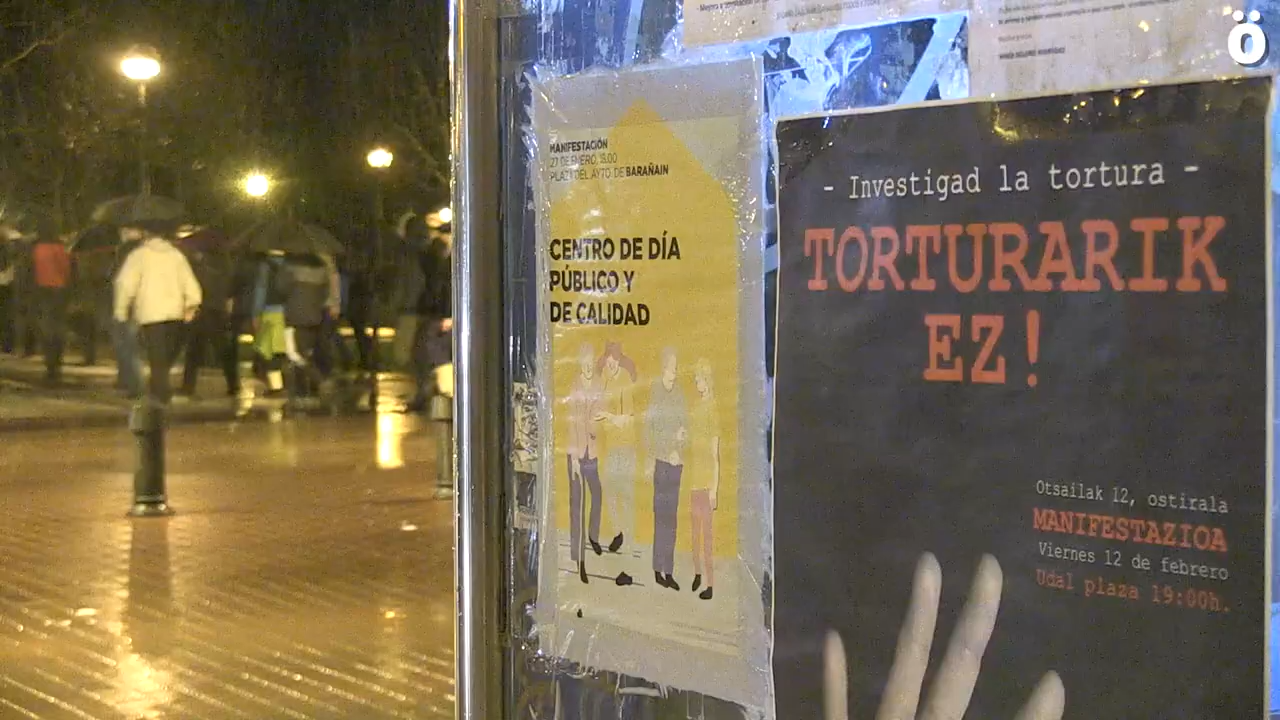 MANIFESTACIÓN
27 DE ENERO, 13:00
PLAZA DEL AYTO. DE BARAÑAIN
CENTRO DE DÍA
PÚBLICO Y
DE CALIDAD
- Investigad la tortura -
TORTURARIK
EZ!
Otsailak 12, ostirala
MANIFESTAZIOA
Viernes 12 de febrero
Udal plaza 19:00h.
ö